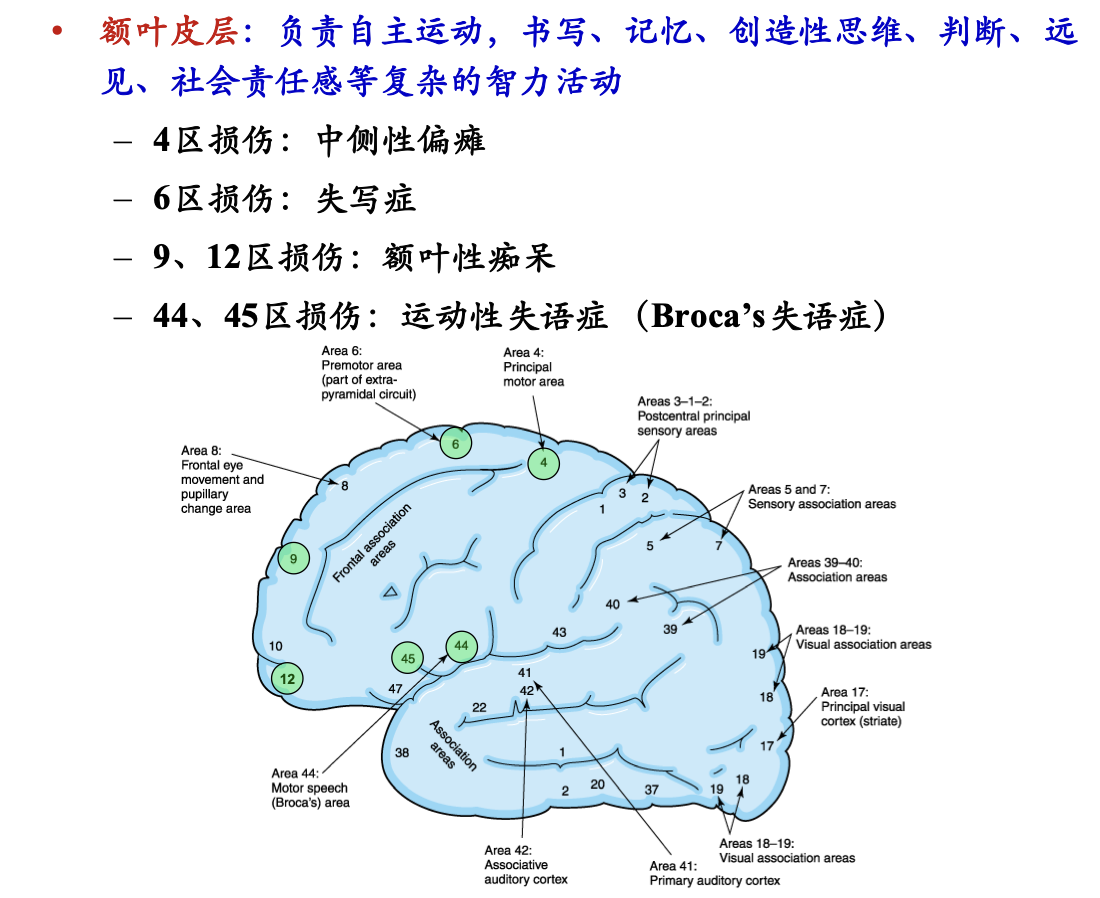 • 额叶皮层：负责自主运动，书写、记忆、创造性思维、判断、远
见、社会责任感等复杂的智力活动
– 4区损伤：中侧性偏瘫
– 6区损伤：失写症
– 9、12区损伤：额叶性痴呆
– 44、45区损伤：运动性失语症（Broca’s失语症）
Area 6:
Premotor area
(part of extra-
pyramidal circuit)
Area 4:
Principal
motor area
Areas 3–1–2:
Postcentral principal
sensory areas
Area 8:
Frontal eye
movement and
pupillary
change area
6
4
8
3
2
1
Areas 5 and 7:
Sensory association areas
5
7
9
Frontal association
areas
Areas 39–40:
Association areas
40
39
43
10
45
44
12
47
Areas 18–19:
Visual association areas
19
18
41
42
22
Area 17:
Principal visual
cortex (striate)
17
38
Association
areas
1
2
20
37
19
18
Area 44:
Motor speech
(Broca's) area
Area 42:
Associative
auditory cortex
Area 41:
Primary auditory cortex
Areas 18–19:
Visual association areas